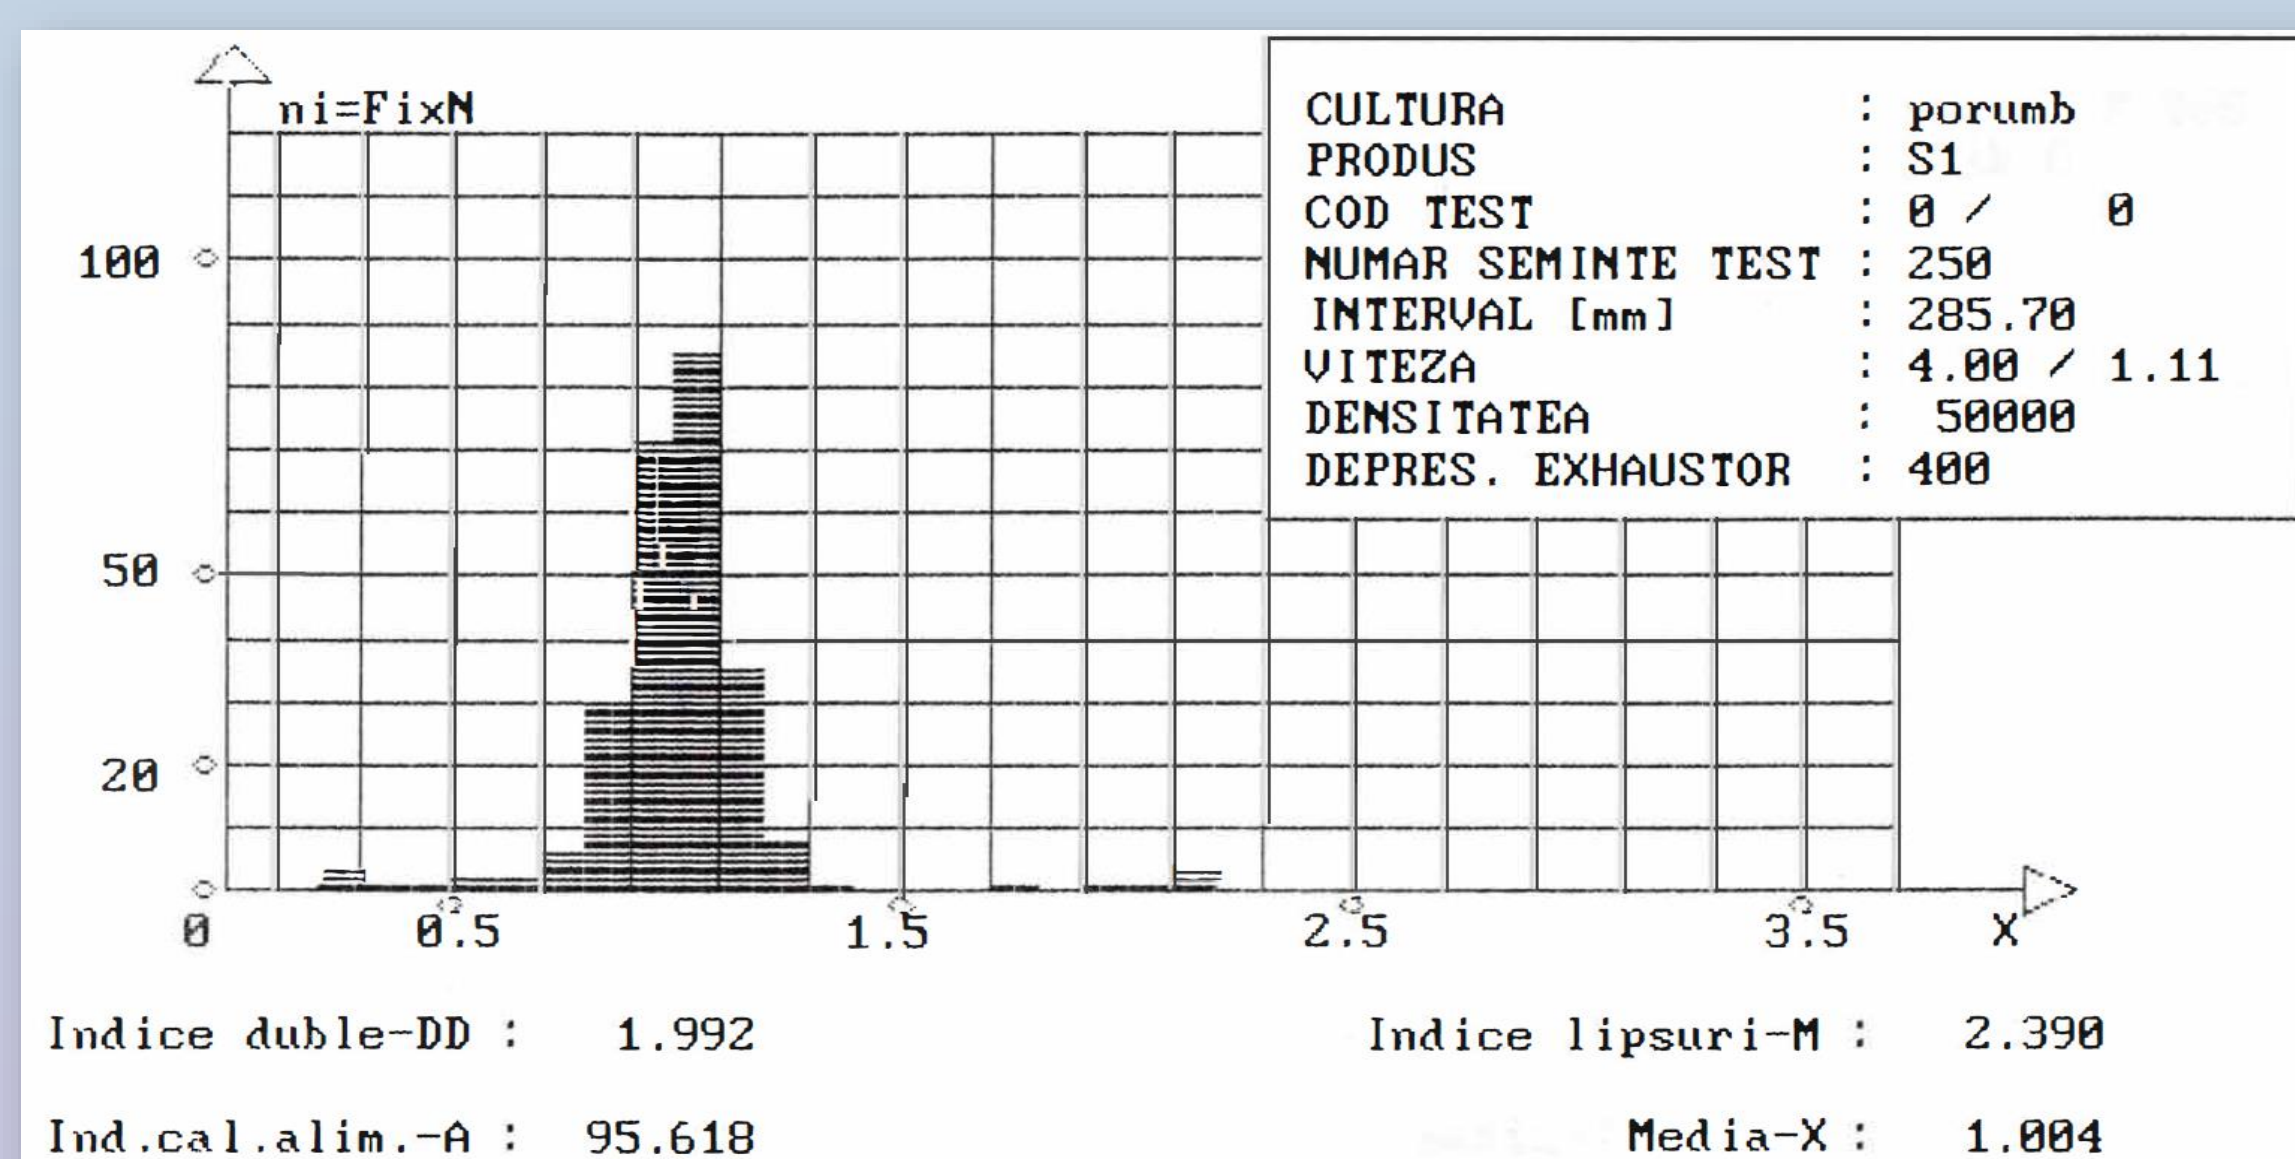 ni=FixN
CULTURA : porumb
PRODUS : S1
COD TEST : 0 / 0
NUMAR SEMINTE TEST : 250
INTERVAL [mm] : 285.70
VITEZA : 4.00 / 1.11
DENSITATEA : 50000
DEPRES. EXHAUSTOR : 400
100
50
20
0 0.5 1.5 2.5 3.5 X
Indice duble-DD : 1.992 Indice lipsuri-M : 2.390
Ind.cal.alim.-A : 95.618 Media-X : 1.004